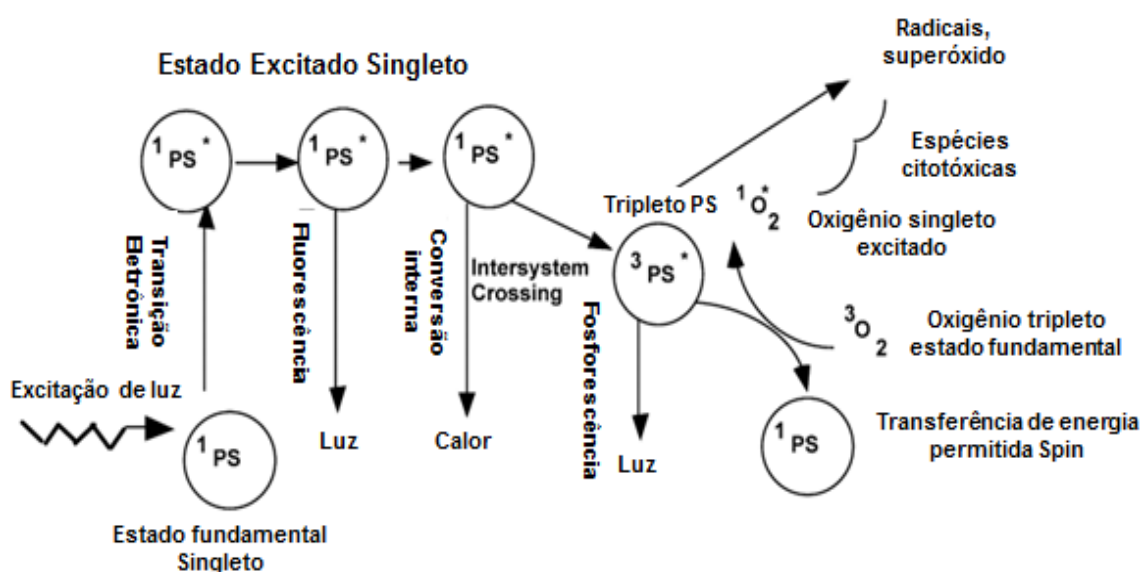 Estado Excitado Singleto
Radicais,
superóxido
Espécies
citotóxicas
¹PS*
¹PS*
¹PS*
Transição
Eletrônica
Fluorescência
Conversão
interna
Intersystem
Crossing
Tripleto PS
³PS*
¹O₂*
Oxigênio singleto
excitado
³O₂
Oxigênio tripleto
estado fundamental
Fosforescência
Excitação de luz
¹PS
Estado fundamental
Singleto
Luz
Calor
Luz
¹PS
Transferência de energia
permitida Spin